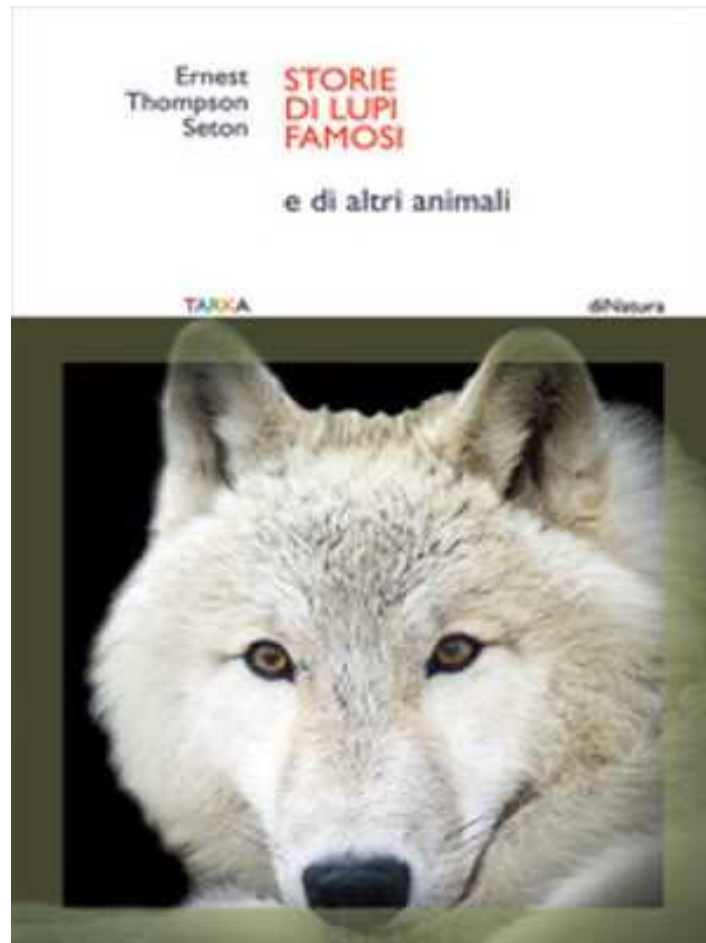 Ernest
Thompson
Seton
STORIE
DI LUPI
FAMOSI
e di altri animali
TARKA
diNatura